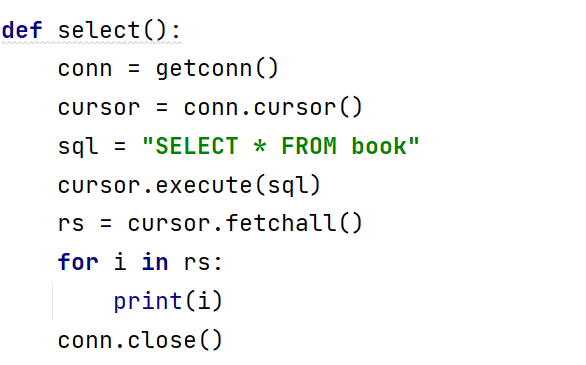 def select():
    conn = getconn()
    cursor = conn.cursor()
    sql = "SELECT * FROM book"
    cursor.execute(sql)
    rs = cursor.fetchall()
    for i in rs:
        print(i)
    conn.close()